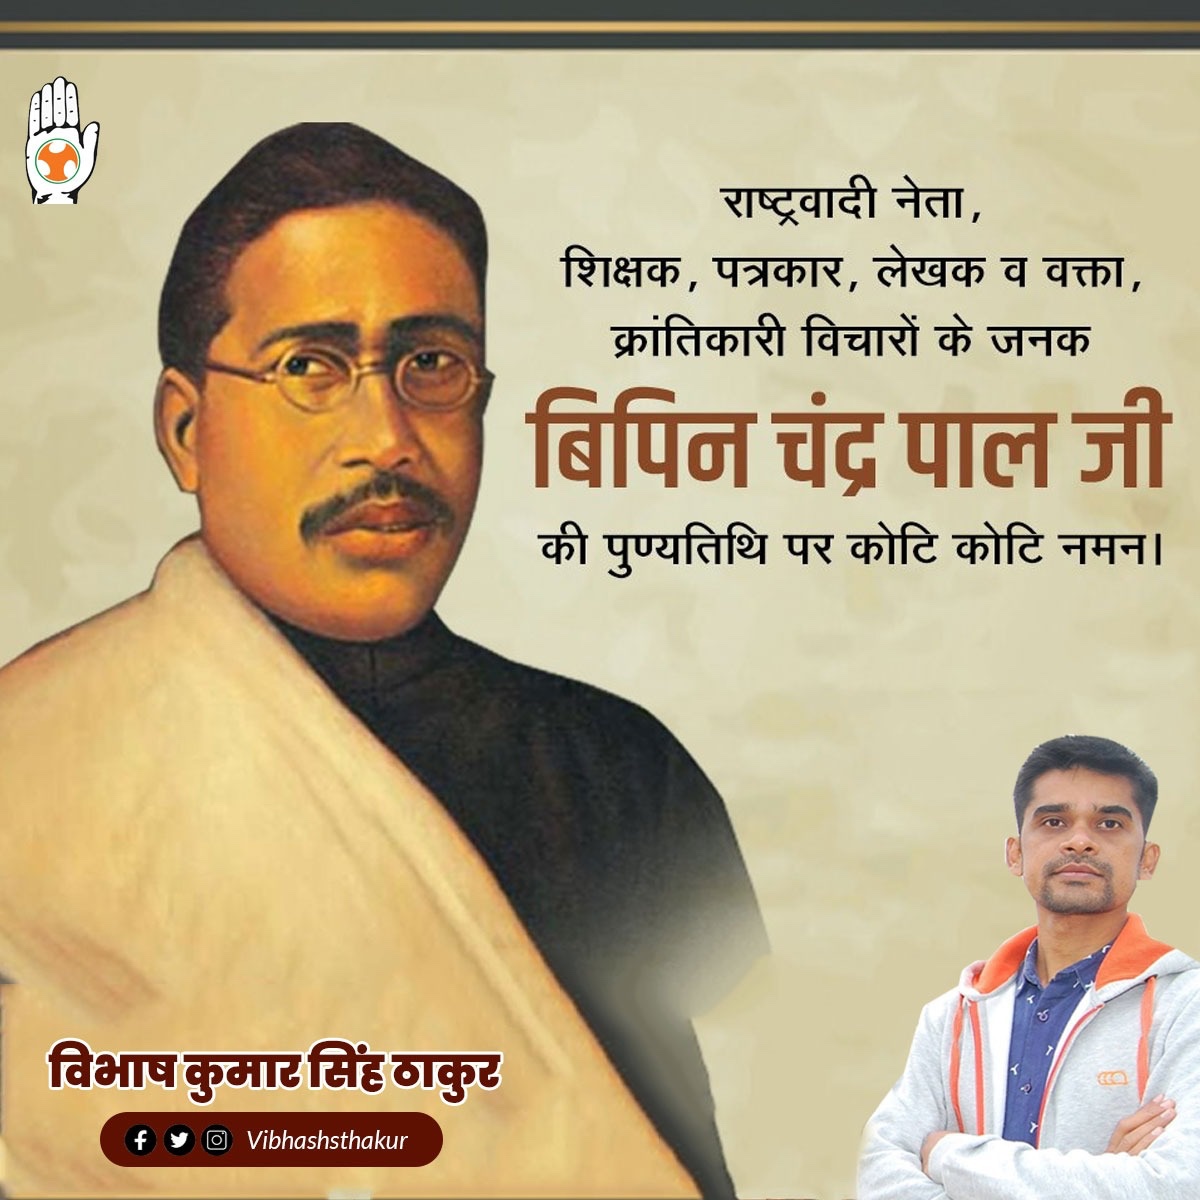 राष्ट्रवादी नेता,
शिक्षक, पत्रकार, लेखक व वक्ता,
क्रांतिकारी विचारों के जनक
बिपिन चंद्र पाल जी
की पुण्यतिथि पर कोटि कोटि नमन।
विभाष कुमार सिंह ठाकुर
Vibhashsthakur